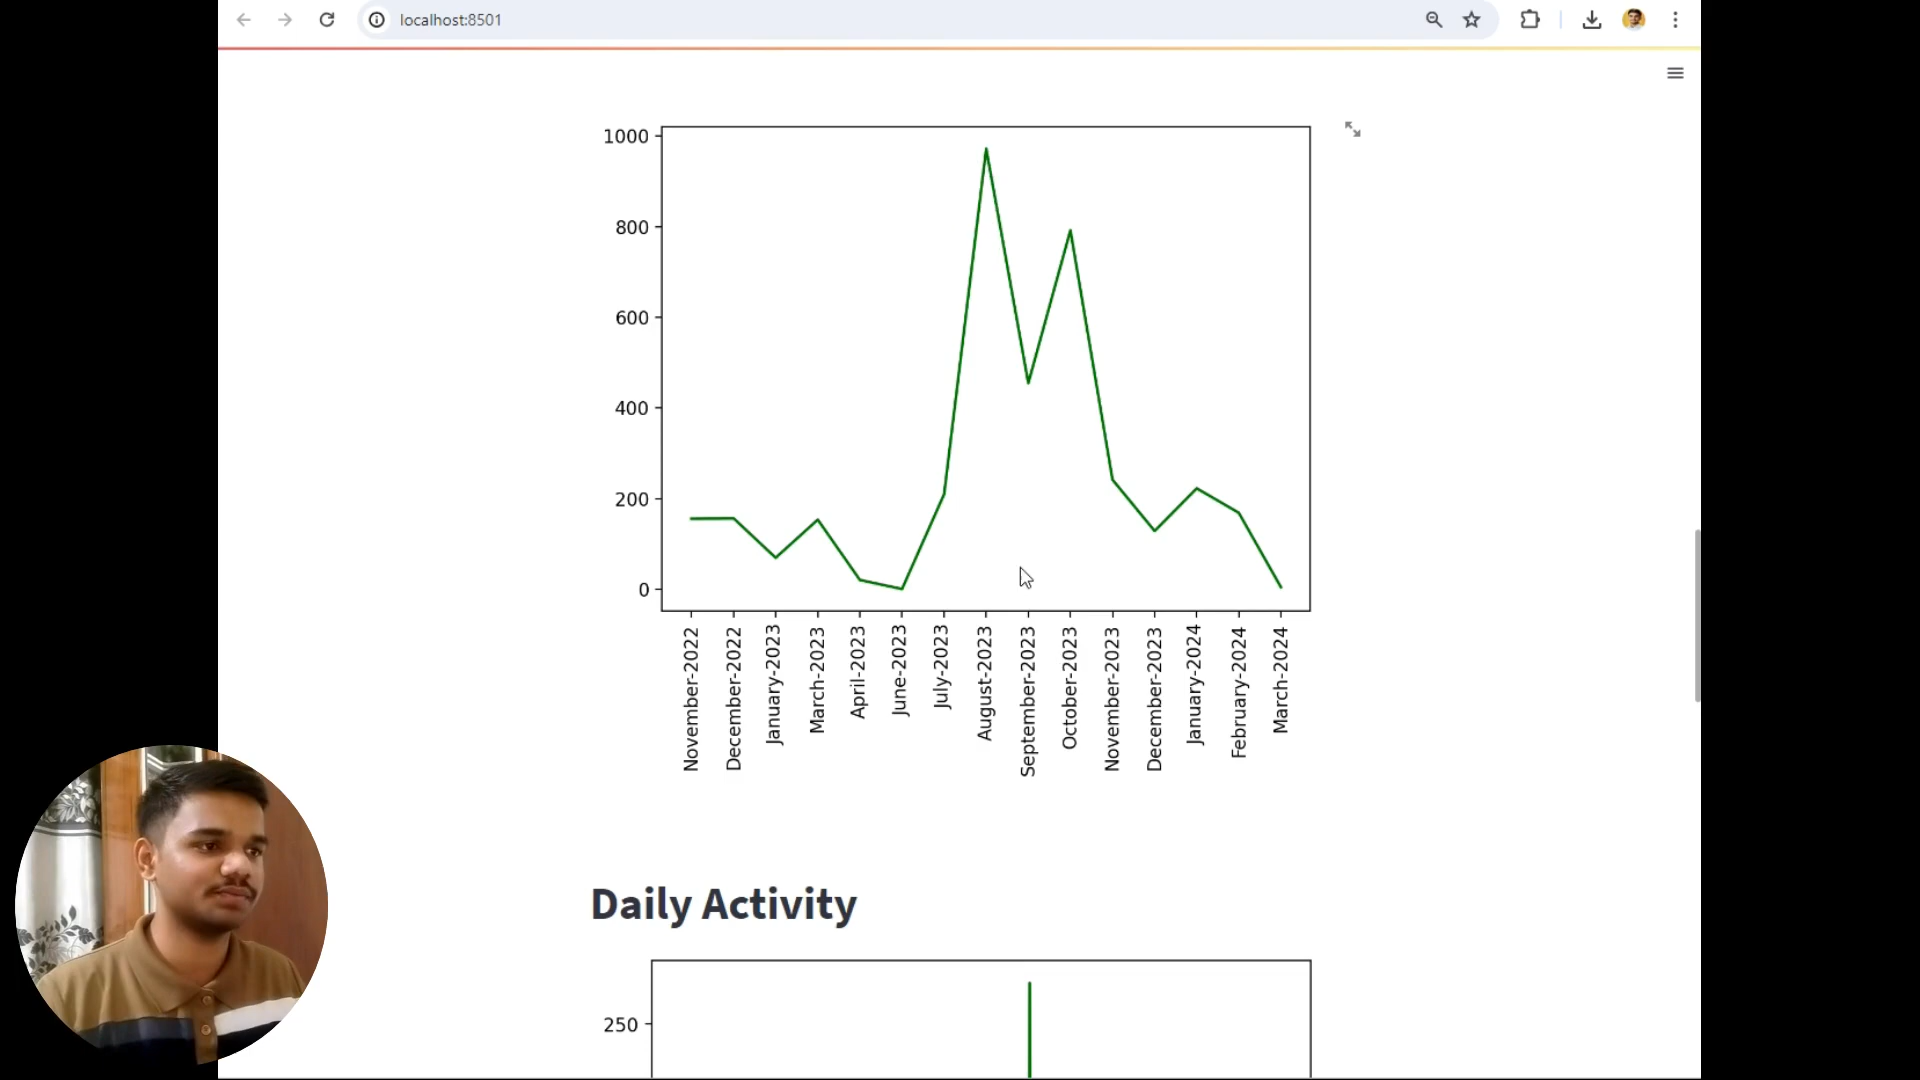 localhost:8501
1000
800
600
400
200
0
November-2022
December-2022
January-2023
March-2023
April-2023
June-2023
July-2023
August-2023
September-2023
October-2023
November-2023
December-2023
January-2024
February-2024
March-2024
Daily Activity
250